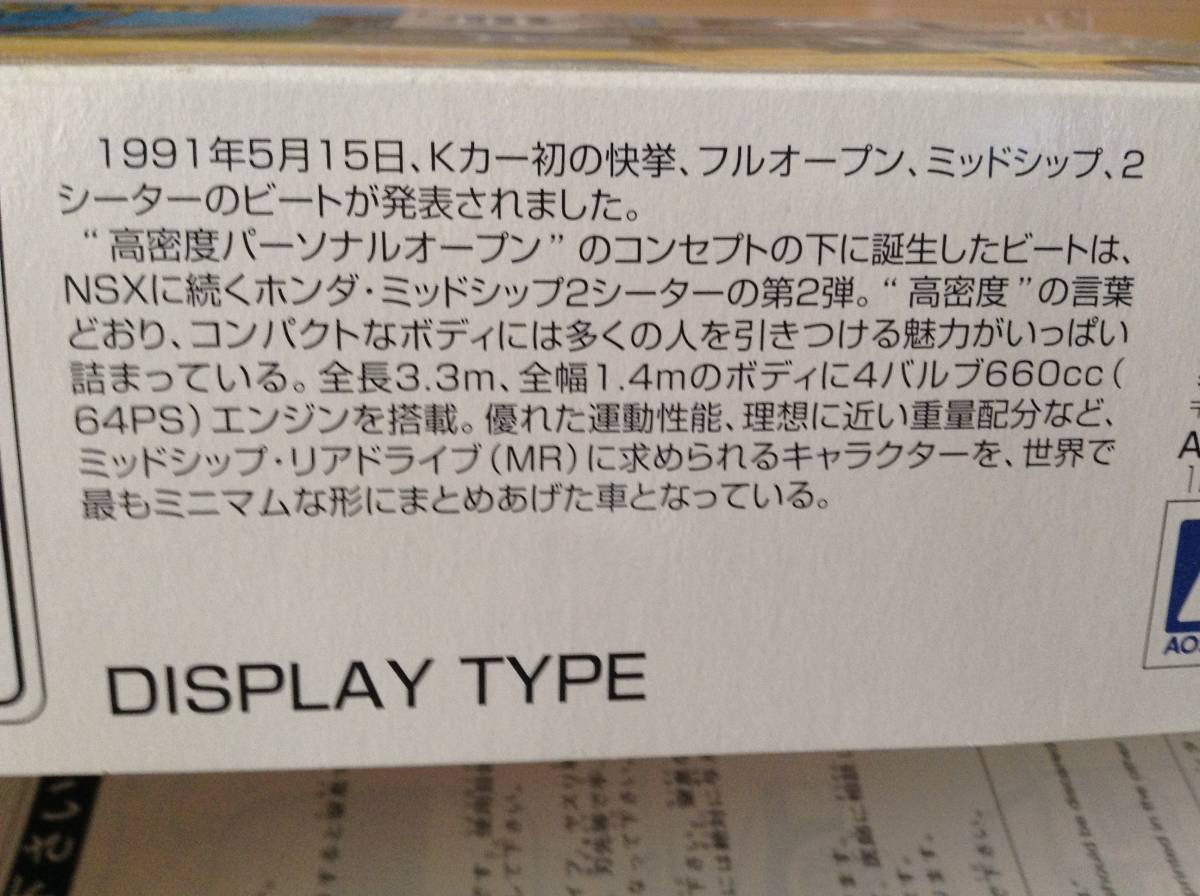 1991年5月15日、Kカー初の快挙、フルオープン、ミッドシップ、2
シーターのビートが発表されました。
“高密度パーソナルオープン”のコンセプトの下に誕生したビートは、
NSXに続くホンダ・ミッドシップ2シーターの第2弾。“高密度”の言葉
どおり、コンパクトなボディには多くの人を引きつける魅力がいっぱい
詰まっている。全長3.3m、全幅1.4mのボディに4バルブ660cc(
64PS)エンジンを搭載。優れた運動性能、理想に近い重量配分など、
ミッドシップ・リアドライブ(MR)に求められるキャラクターを、世界で
最もミニマムな形にまとめあげた車となっている。
DISPLAY TYPE
A
AO
さい